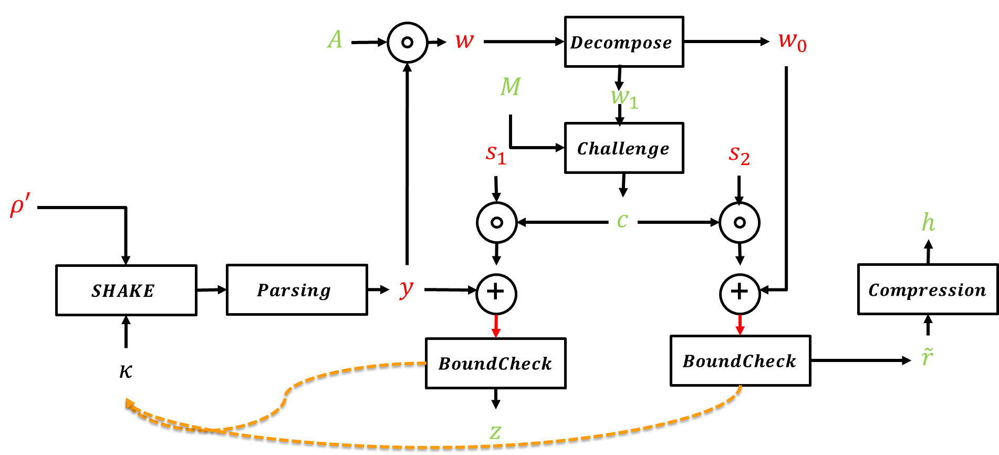 A
w
Decompose
w₀
M
w₁
Challenge
s₁
s₂
ρ′
c
h
SHAKE
Parsing
y
+
+
Compression
BoundCheck
BoundCheck
r̃
κ
z